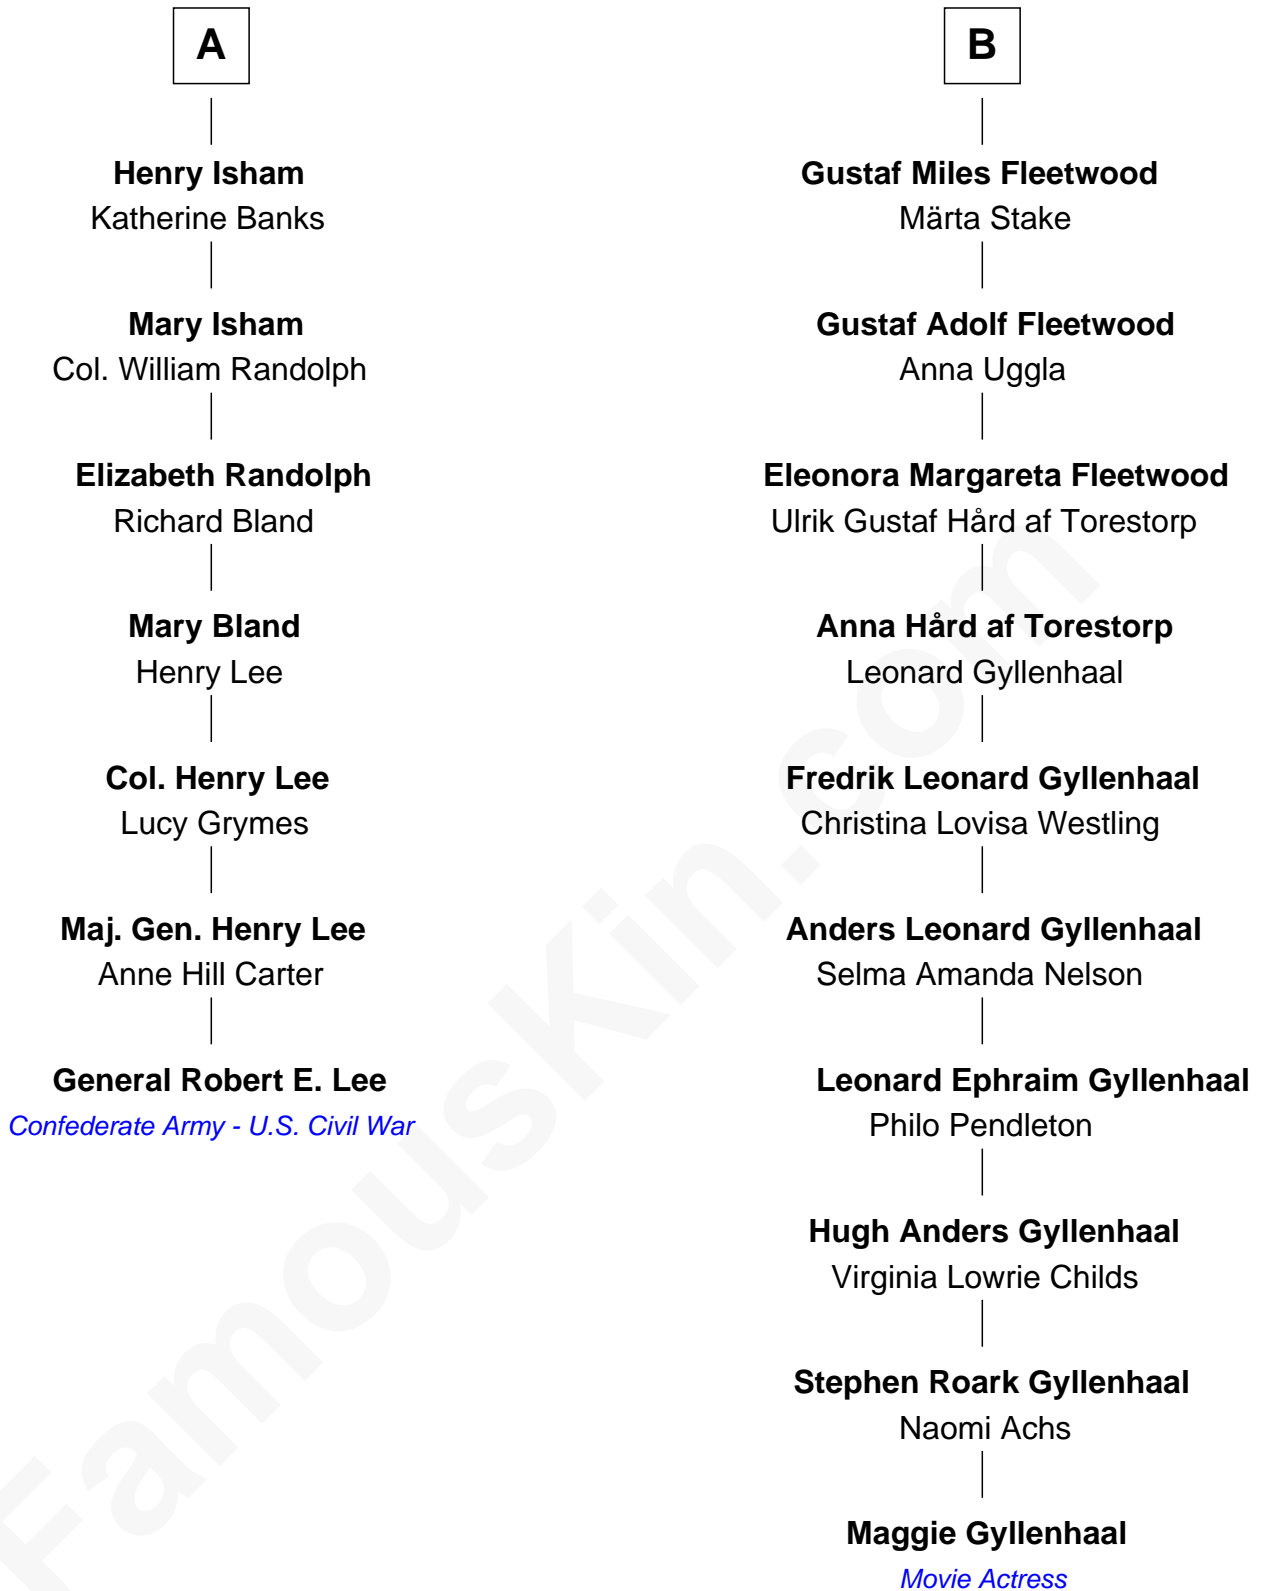 A
Henry Isham
Katherine Banks
Mary Isham
Col. William Randolph
Elizabeth Randolph
Richard Bland
Mary Bland
Henry Lee
Col. Henry Lee
Lucy Grymes
Maj. Gen. Henry Lee
Anne Hill Carter
General Robert E. Lee
Confederate Army - U.S. Civil War
B
Gustaf Miles Fleetwood
Märta Stake
Gustaf Adolf Fleetwood
Anna Uggla
Eleonora Margareta Fleetwood
Ulrik Gustaf Hård af Torestorp
Anna Hård af Torestorp
Leonard Gyllenhaal
Fredrik Leonard Gyllenhaal
Christina Lovisa Westling
Anders Leonard Gyllenhaal
Selma Amanda Nelson
Leonard Ephraim Gyllenhaal
Philo Pendleton
Hugh Anders Gyllenhaal
Virginia Lowrie Childs
Stephen Roark Gyllenhaal
Naomi Achs
Maggie Gyllenhaal
Movie Actress
FamousKin.com